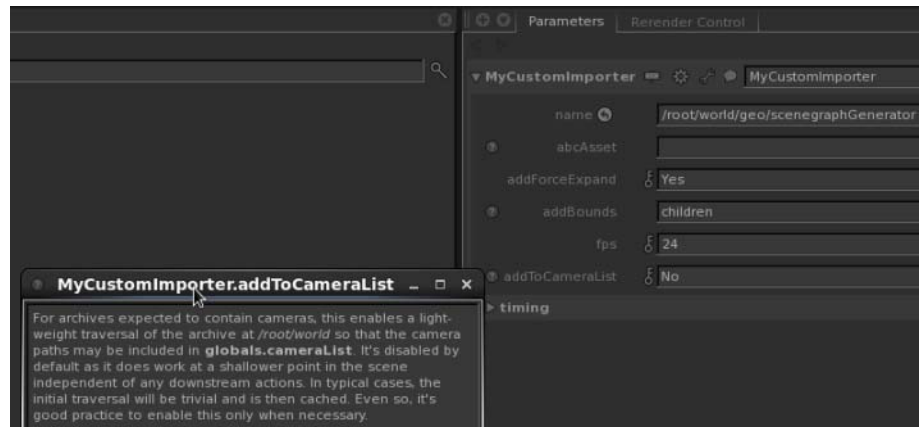 Parameters
Rerender Control
MyCustomImporter
MyCustomImporter
name
/root/world/geo/scenegraphGenerator
abcAsset
addForceExpand
Yes
addBounds
children
fps
24
addToCameraList
No
timing
MyCustomImporter.addToCameraList
For archives expected to contain cameras, this enables a light-
weight traversal of the archive at /root/world so that the camera
paths may be included in globals.cameraList. It's disabled by
default as it does work at a shallower point in the scene
independent of any downstream actions. In typical cases, the
initial traversal will be trivial and is then cached. Even so, it's
good practice to enable this only when necessary.